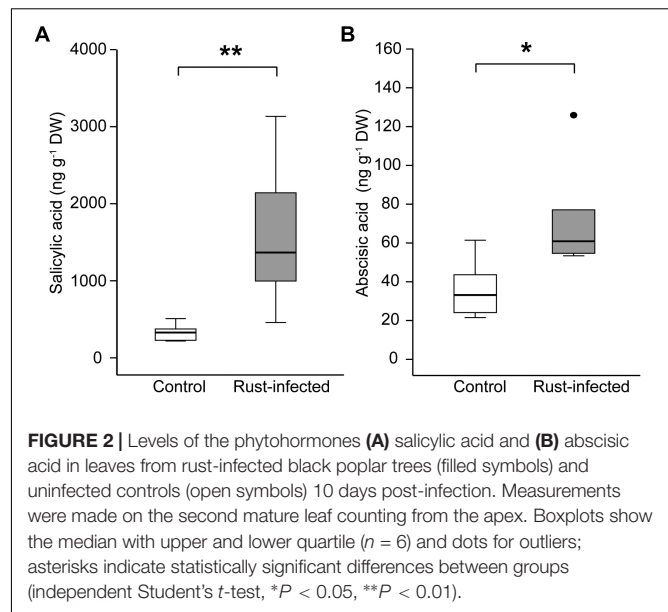 A
B
**
*
4000
3000
2000
1000
0
Salicylic acid (ng g⁻¹ DW)
Control Rust-infected
160
140
120
100
80
60
40
20
0
Abscisic acid (ng g⁻¹ DW)
Control Rust-infected
FIGURE 2 | Levels of the phytohormones (A) salicylic acid and (B) abscisic
acid in leaves from rust-infected black poplar trees (filled symbols) and
uninfected controls (open symbols) 10 days post-infection. Measurements
were made on the second mature leaf counting from the apex. Boxplots show
the median with upper and lower quartile (n = 6) and dots for outliers;
asterisks indicate statistically significant differences between groups
(independent Student's t-test, *P < 0.05, **P < 0.01).